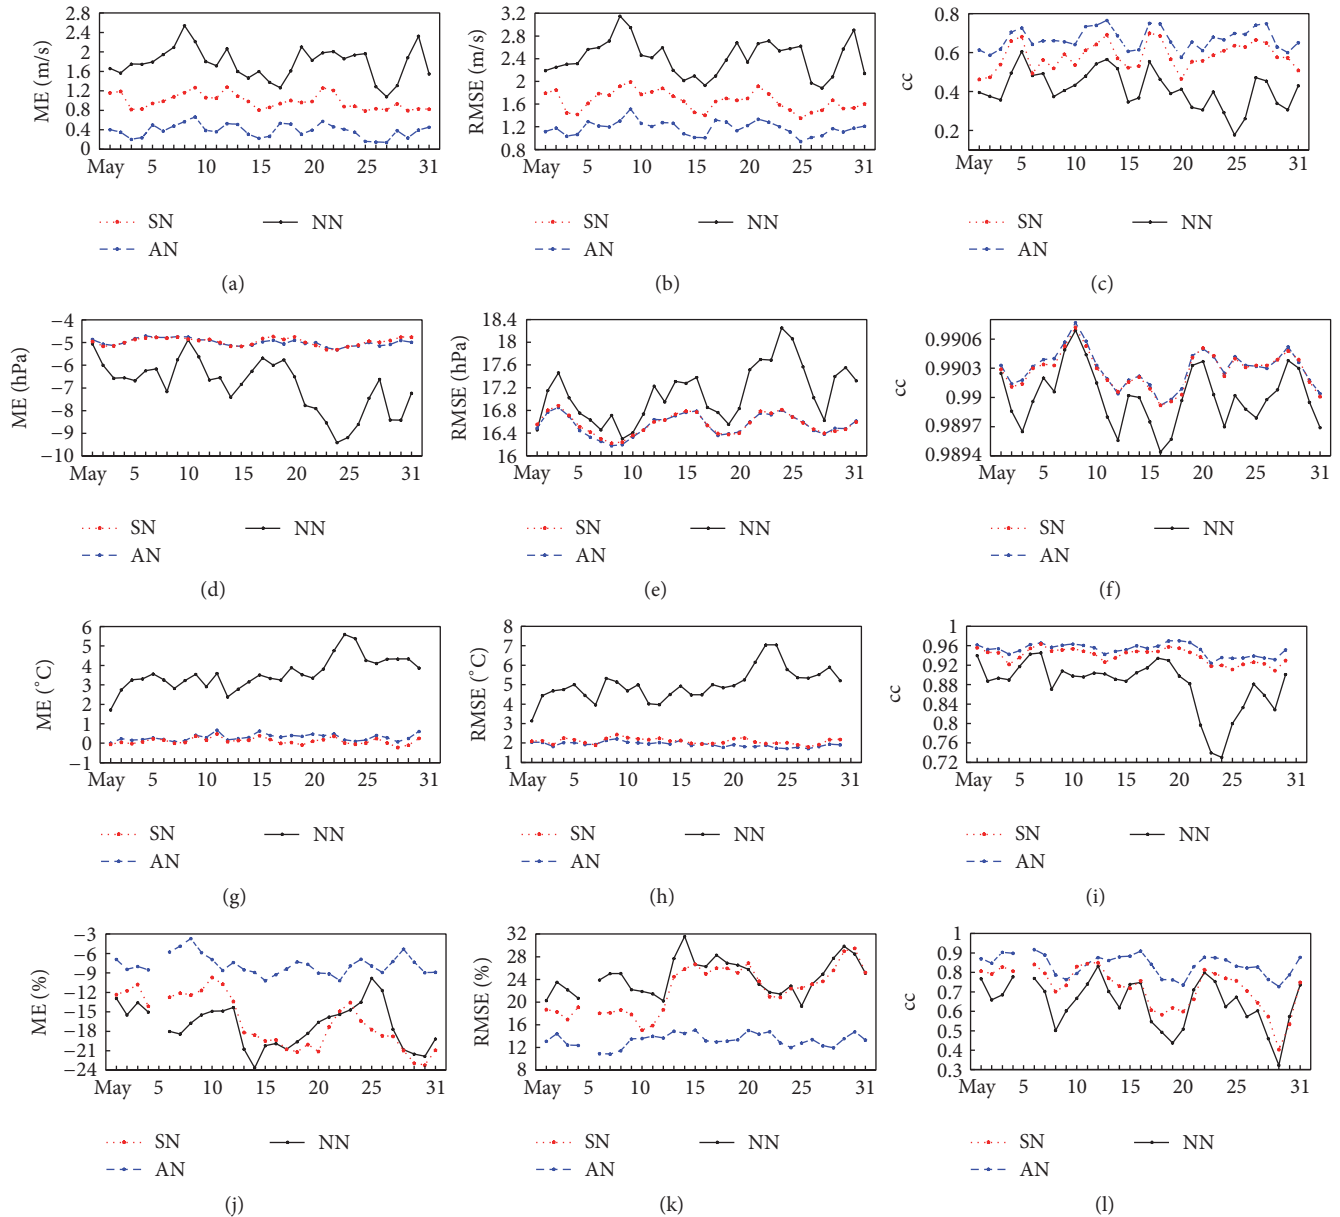 ME (m/s)
2.8
2.4
2
1.6
1.2
0.8
0.4
0
May 5 10 15 20 25 31
SN NN
AN
(a)
RMSE (m/s)
3.2
2.8
2.4
2
1.6
1.2
0.8
May 5 10 15 20 25 31
SN NN
AN
(b)
cc
0.8
0.6
0.4
0.2
May 5 10 15 20 25 31
SN NN
AN
(c)
ME (hPa)
−4
−5
−6
−7
−8
−9
−10
May 5 10 15 20 25 31
SN NN
AN
(d)
RMSE (hPa)
18.4
18
17.6
17.2
16.8
16.4
16
May 5 10 15 20 25 31
SN NN
AN
(e)
cc
0.9906
0.9903
0.99
0.9897
0.9894
May 5 10 15 20 25 31
SN NN
AN
(f)
ME (°C)
6
5
4
3
2
1
0
−1
May 5 10 15 20 25 31
SN NN
AN
(g)
RMSE (°C)
8
7
6
5
4
3
2
1
May 5 10 15 20 25 31
SN NN
AN
(h)
cc
1
0.96
0.92
0.88
0.84
0.8
0.76
0.72
May 5 10 15 20 25 31
SN NN
AN
(i)
ME (%)
−3
−6
−9
−12
−15
−18
−21
−24
May 5 10 15 20 25 31
SN NN
AN
(j)
RMSE (%)
32
28
24
20
16
12
8
May 5 10 15 20 25 31
SN NN
AN
(k)
cc
1
0.9
0.8
0.7
0.6
0.5
0.4
0.3
May 5 10 15 20 25 31
SN NN
AN
(l)